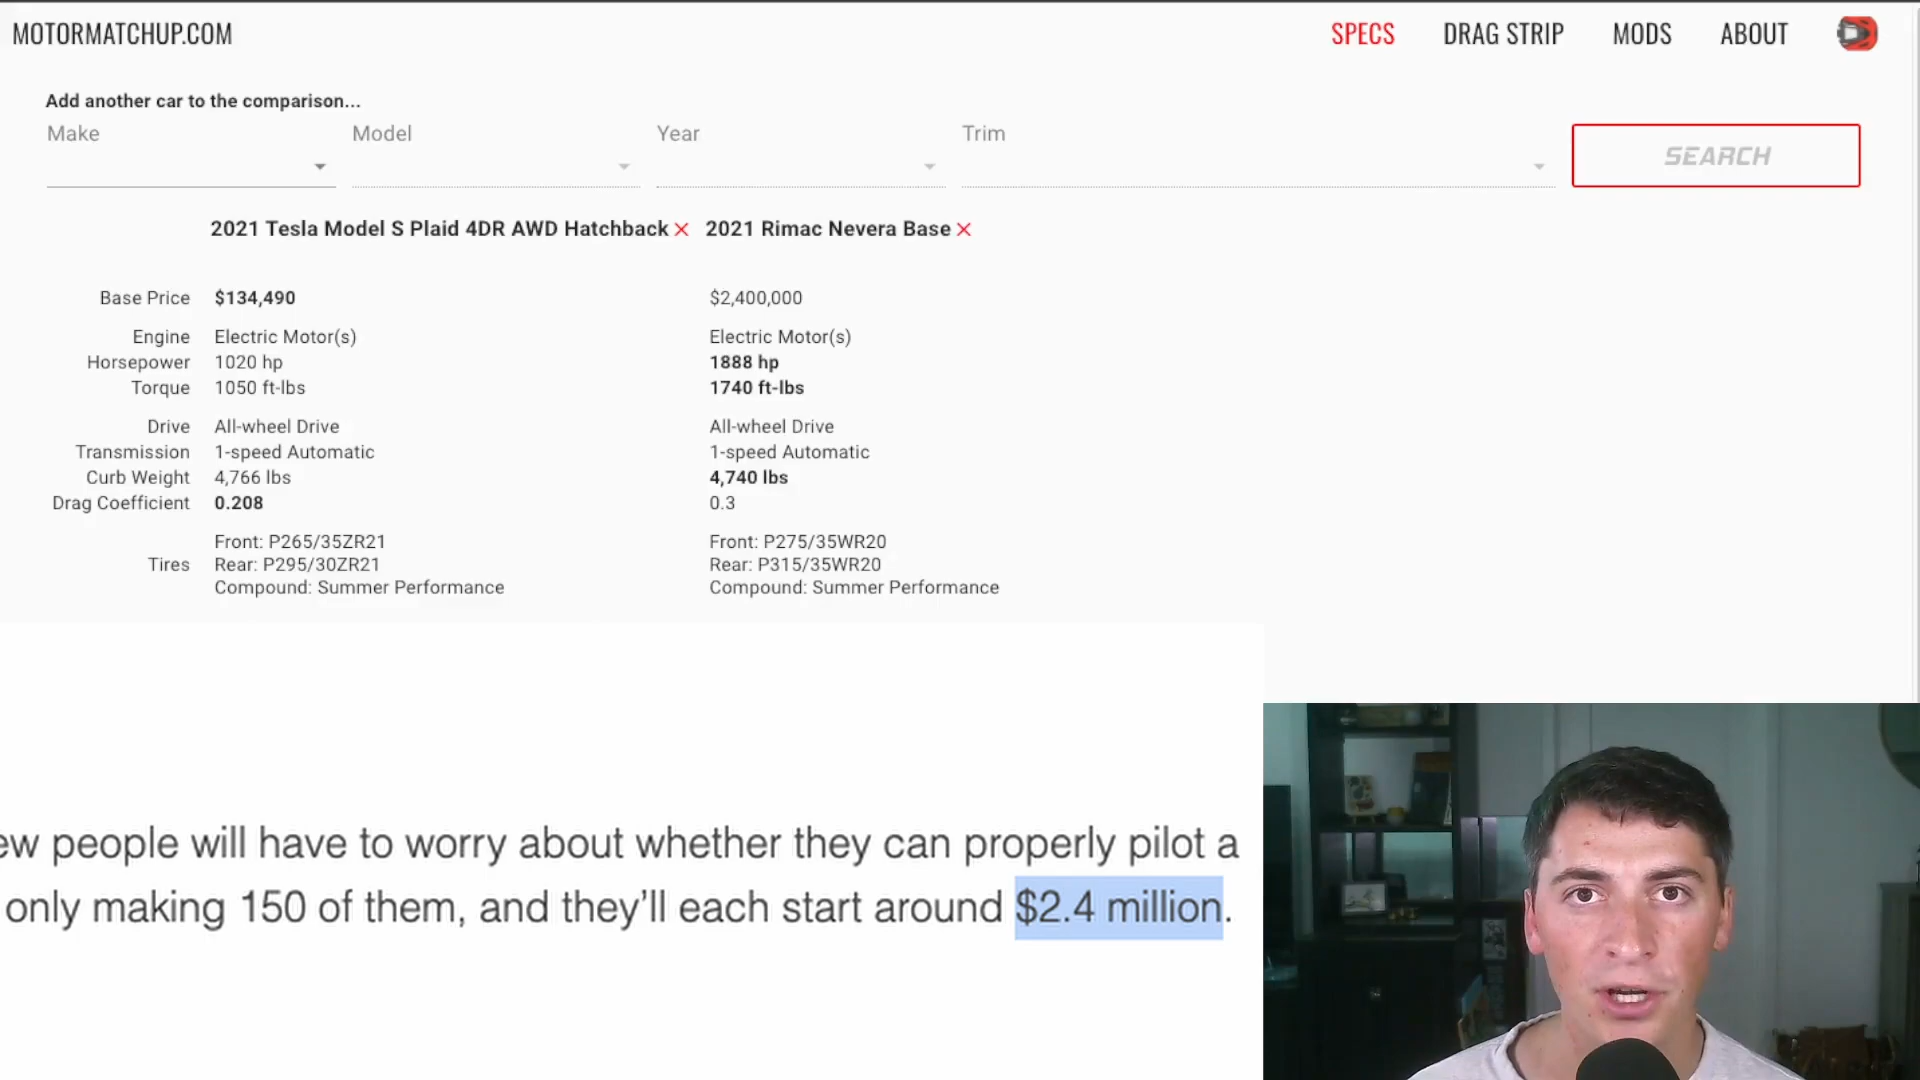 MOTORMATCHUP.COM
SPECS DRAG STRIP MODS ABOUT
Add another car to the comparison...
Make Model Year Trim
SEARCH
2021 Tesla Model S Plaid 4DR AWD Hatchback 2021 Rimac Nevera Base
Base Price $134,490 $2,400,000
Engine Electric Motor(s) Electric Motor(s)
Horsepower 1020 hp 1888 hp
Torque 1050 ft-lbs 1740 ft-lbs
Drive All-wheel Drive All-wheel Drive
Transmission 1-speed Automatic 1-speed Automatic
Curb Weight 4,766 lbs 4,740 lbs
Drag Coefficient 0.208 0.3
Front: P265/35ZR21 Front: P275/35WR20
Tires Rear: P295/30ZR21 Rear: P315/35WR20
Compound: Summer Performance Compound: Summer Performance
people will have to worry about whether they can properly pilot a
only making 150 of them, and they'll each start around $2.4 million.